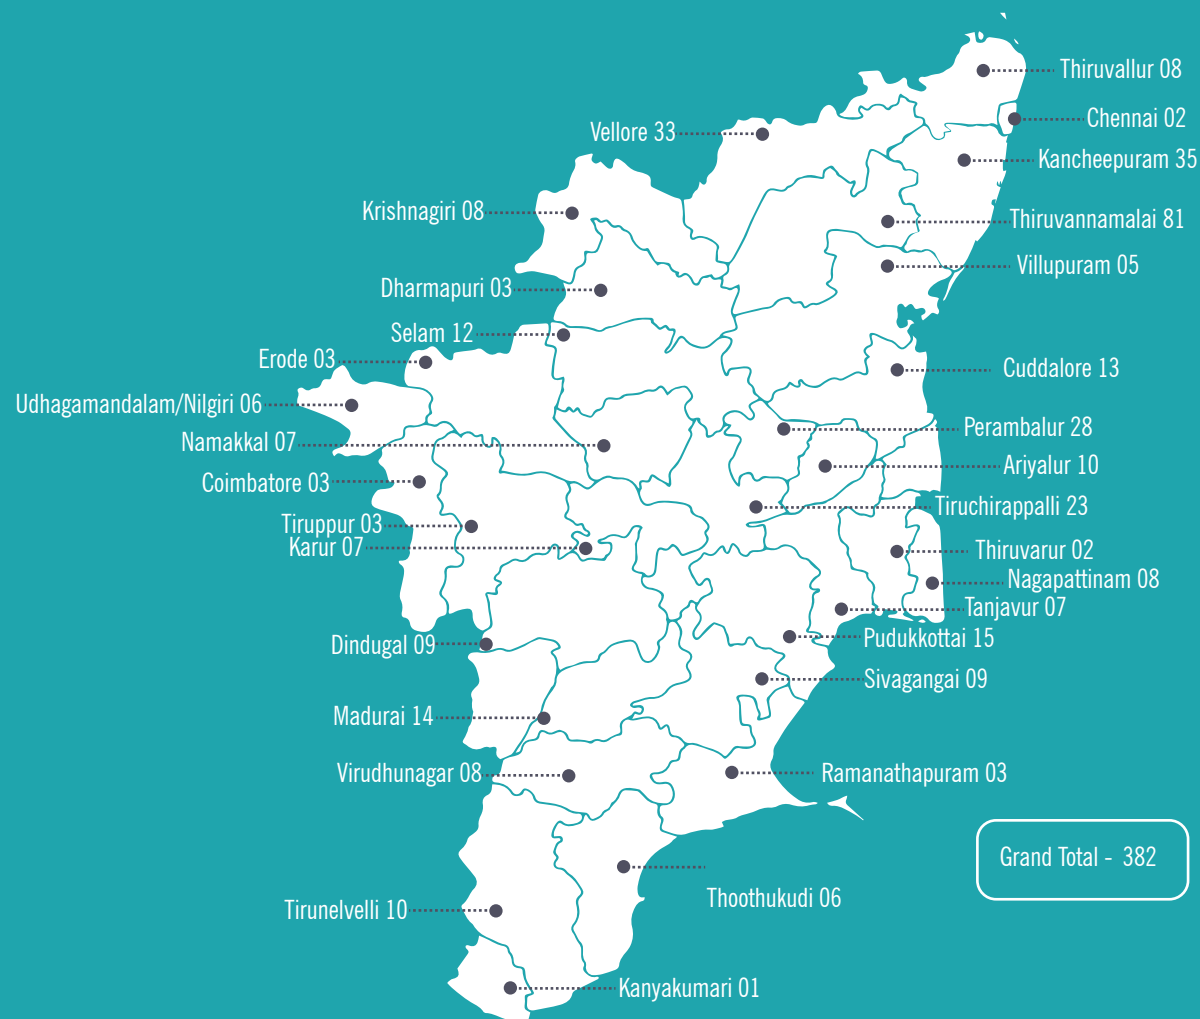 Thiruvallur 08
Chennai 02
Vellore 33
Kancheepuram 35
Krishnagiri 08
Thiruvannamalai 81
Villupuram 05
Dharmapuri 03
Selam 12
Erode 03
Cuddalore 13
Udhagamandalam/Nilgiri 06
Perambalur 28
Namakkal 07
Ariyalur 10
Coimbatore 03
Tiruchirappalli 23
Tiruppur 03
Karur 07
Thiruvarur 02
Nagapattinam 08
Tanjavur 07
Pudukkottai 15
Dindugal 09
Sivagangai 09
Madurai 14
Virudhunagar 08
Ramanathapuram 03
Grand Total - 382
Thoothukudi 06
Tirunelvelli 10
Kanyakumari 01